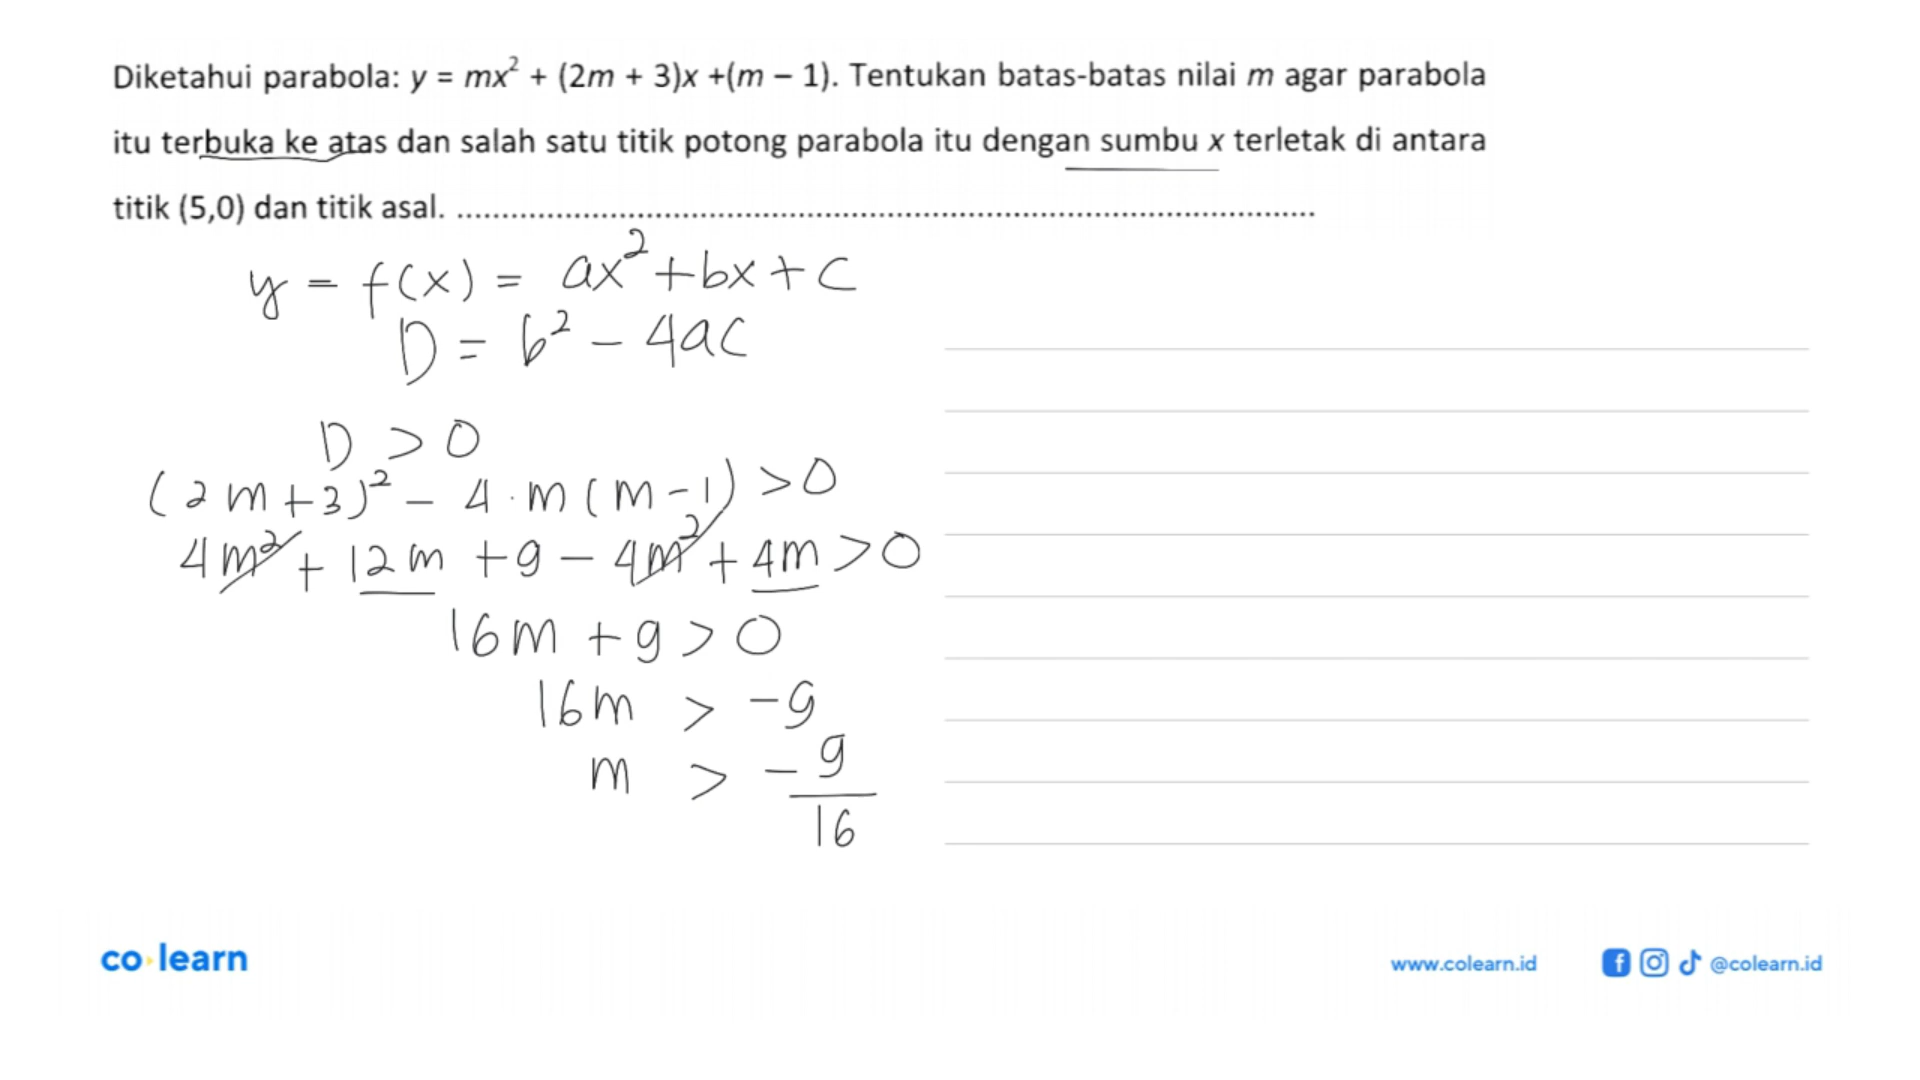 Diketahui parabola: y = mx² + (2m + 3)x +(m – 1). Tentukan batas-batas nilai m agar parabola
itu terbuka ke atas dan salah satu titik potong parabola itu dengan sumbu x terletak di antara
titik (5,0) dan titik asal. ................................................................................................
y = f(x) = ax² + bx + c
D = b² - 4ac
D > 0
(2m+3)² - 4·m(m-1) > 0
4m² + 12m + 9 - 4m² + 4m > 0
16m + 9 > 0
16m > -9
m > -9/16
co learn
www.colearn.id
@colearn.id